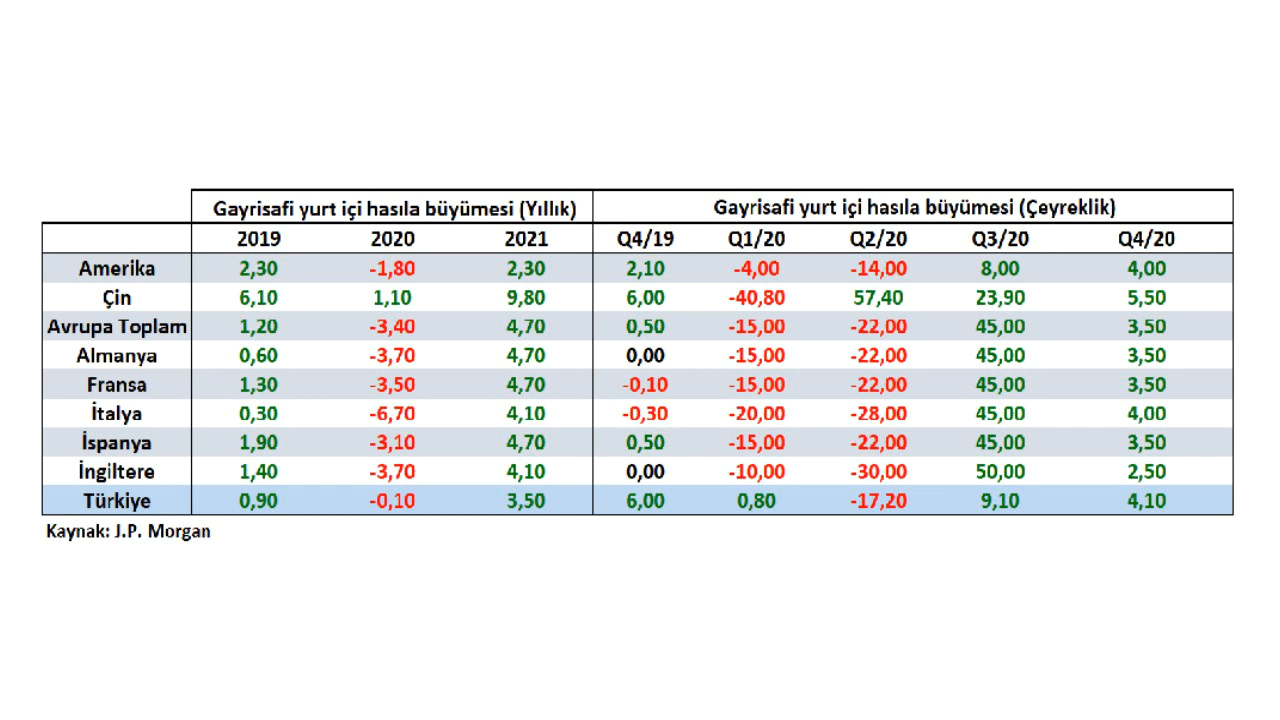 Gayrisafi yurt içi hasıla büyümesi (Yıllık) Gayrisafi yurt içi hasıla büyümesi (Çeyreklik)
2019 2020 2021 Q4/19 Q1/20 Q2/20 Q3/20 Q4/20
Amerika 2,30 -1,80 2,30 2,10 -4,00 -14,00 8,00 4,00
Çin 6,10 1,10 9,80 6,00 -40,80 57,40 23,90 5,50
Avrupa Toplam 1,20 -3,40 4,70 0,50 -15,00 -22,00 45,00 3,50
Almanya 0,60 -3,70 4,70 0,00 -15,00 -22,00 45,00 3,50
Fransa 1,30 -3,50 4,70 -0,10 -15,00 -22,00 45,00 3,50
İtalya 0,30 -6,70 4,10 -0,30 -20,00 -28,00 45,00 4,00
İspanya 1,90 -3,10 4,70 0,50 -15,00 -22,00 45,00 3,50
İngiltere 1,40 -3,70 4,10 0,00 -10,00 -30,00 50,00 2,50
Türkiye 0,90 -0,10 3,50 6,00 0,80 -17,20 9,10 4,10
Kaynak: J.P. Morgan